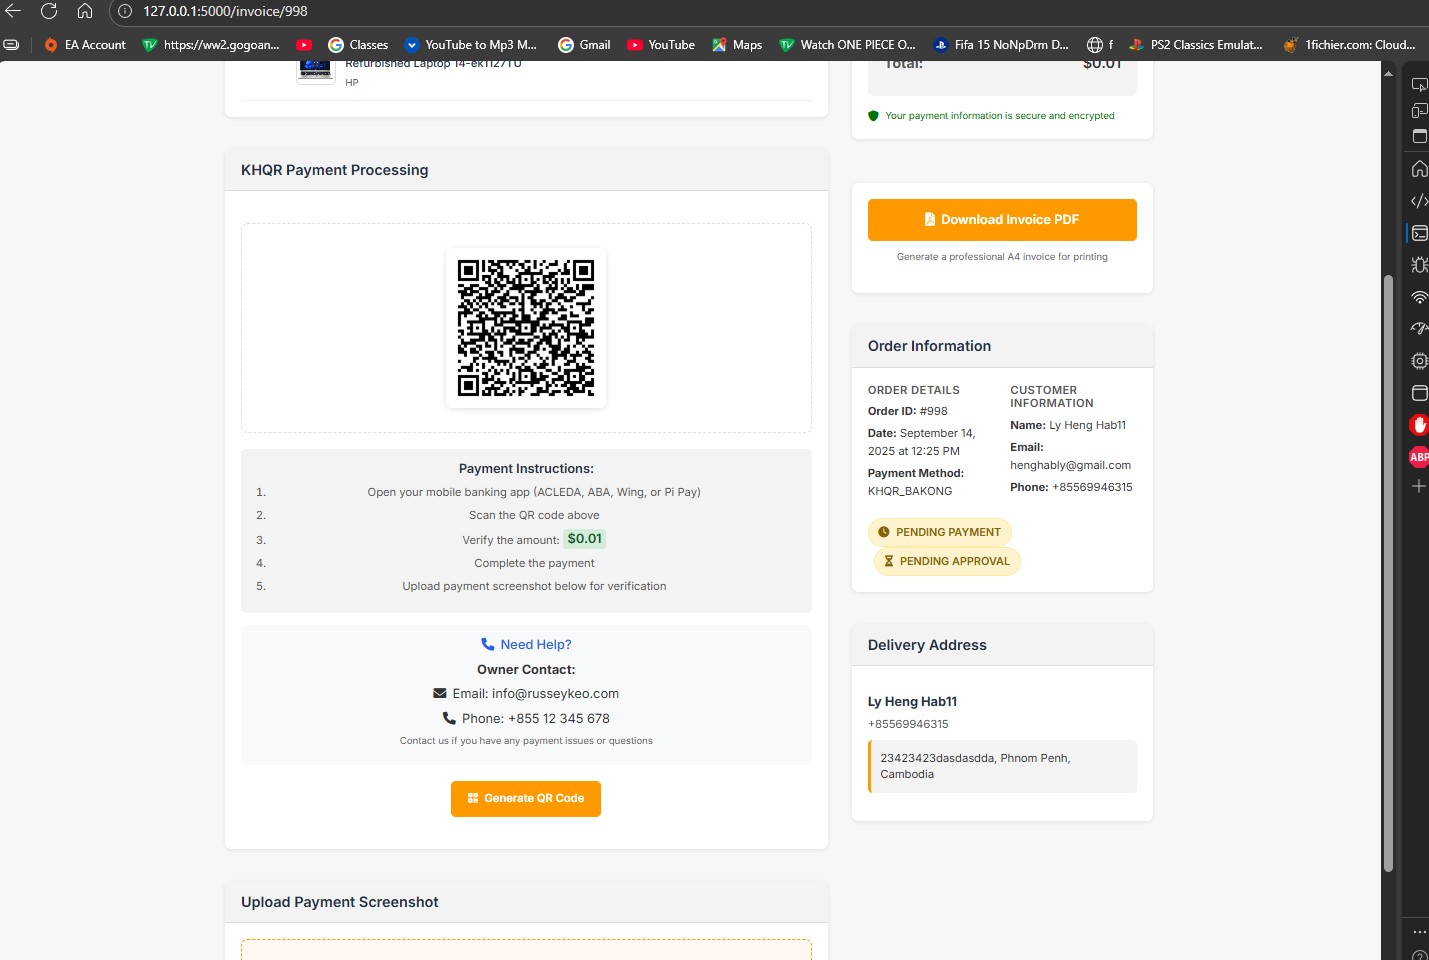 127.0.0.1:5000/invoice/998
EA Account
https://ww2.gogoan...
Classes
YouTube to Mp3 M...
Gmail
YouTube
Maps
Watch ONE PIECE O...
Fifa 15 NoNpDrm D...
f
PS2 Classics Emulat...
1fichier.com: Cloud...
Refurbished Laptop 14-ek1127TU
HP
Total: $0.01
Your payment information is secure and encrypted
KHQR Payment Processing
Payment Instructions:
1. Open your mobile banking app (ACLEDA, ABA, Wing, or Pi Pay)
2. Scan the QR code above
3. Verify the amount: $0.01
4. Complete the payment
5. Upload payment screenshot below for verification
Need Help?
Owner Contact:
Email: info@russeykeo.com
Phone: +855 12 345 678
Contact us if you have any payment issues or questions
Generate QR Code
Upload Payment Screenshot
Download Invoice PDF
Generate a professional A4 invoice for printing
Order Information
ORDER DETAILS
Order ID: #998
Date: September 14,
2025 at 12:25 PM
Payment Method:
KHQR_BAKONG
CUSTOMER
INFORMATION
Name: Ly Heng Hab11
Email:
henghably@gmail.com
Phone: +85569946315
PENDING PAYMENT
PENDING APPROVAL
Delivery Address
Ly Heng Hab11
+85569946315
23423423dasdasdda, Phnom Penh,
Cambodia
ABP